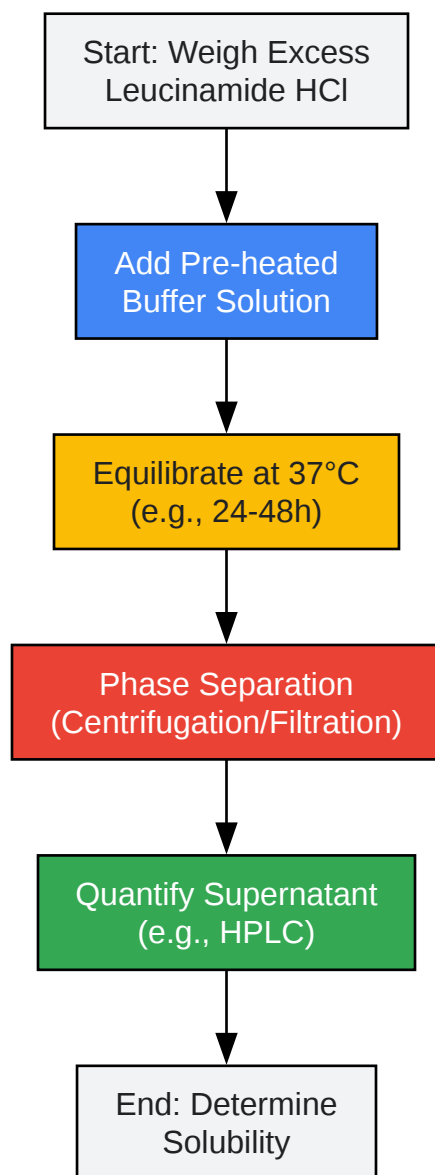 Start: Weigh Excess
Leucinamide HCl
Add Pre-heated
Buffer Solution
Equilibrate at 37°C
(e.g., 24-48h)
Phase Separation
(Centrifugation/Filtration)
Quantify Supernatant
(e.g., HPLC)
End: Determine
Solubility